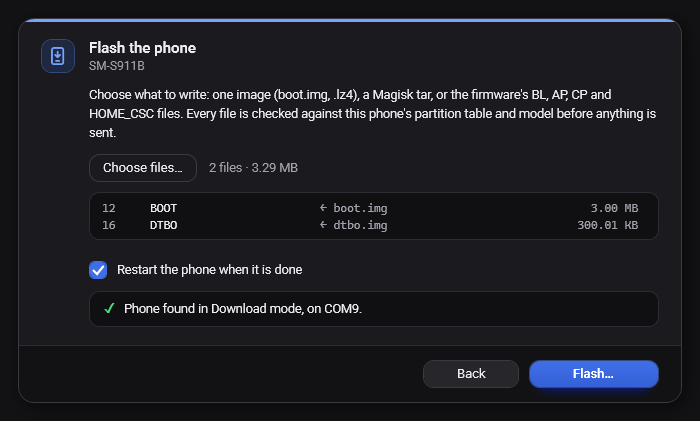 Flash the phone
SM-S911B
Choose what to write: one image (boot.img, .lz4), a Magisk tar, or the firmware's BL, AP, CP and
HOME_CSC files. Every file is checked against this phone's partition table and model before anything is
sent.
Choose files… 2 files · 3.29 MB
12 BOOT ← boot.img 3.00 MB
16 DTBO ← dtbo.img 300.01 KB
Restart the phone when it is done
✓ Phone found in Download mode, on COM9.
Back Flash…